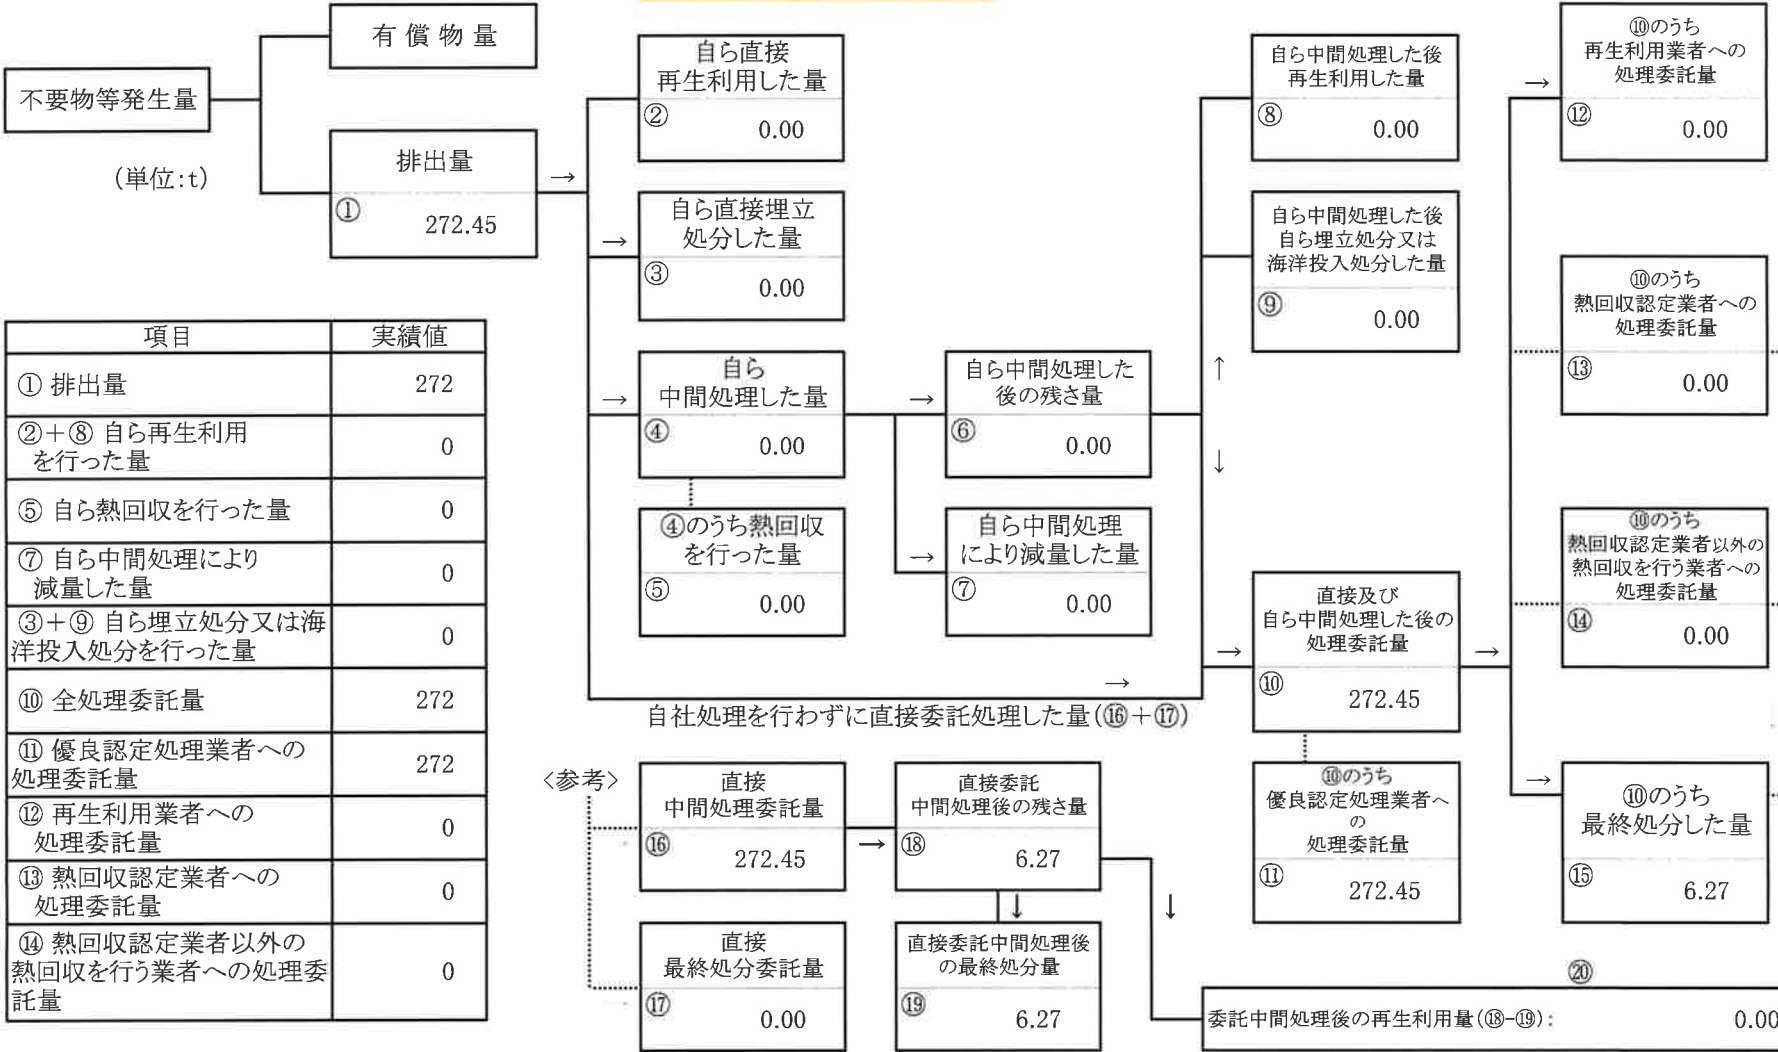 有 償 物 量
不要物等発生量
(単位:t)
排出量
→
①
272.45
自ら直接
再生利用した量
②
0.00
→
自ら直接埋立
処分した量
③
0.00
→
自ら
中間処理した量
④
0.00
④のうち熱回収
を行った量
⑤
0.00
→
自ら中間処理した
後の残さ量
⑥
0.00
→
自ら中間処理
により減量した量
⑦
0.00
自ら中間処理した後
再生利用した量
⑧
0.00
自ら中間処理した後
自ら埋立処分又は
海洋投入処分した量
⑨
0.00
↑
↓
→
自社処理を行わずに直接委託処理した量(⑯+⑰)
→
直接及び
自ら中間処理した後の
処理委託量
⑩
272.45
→
⑩のうち
優良認定処理業者へ
の
処理委託量
⑪
272.45
→
⑩のうち
再生利用業者への
処理委託量
⑫
0.00
⑩のうち
熱回収認定業者への
処理委託量
⑬
0.00
⑩のうち
熱回収認定業者以外の
熱回収を行う業者への
処理委託量
⑭
0.00
→
⑩のうち
最終処分した量
⑮
6.27
<参考>
直接
中間処理委託量
⑯
272.45
→
直接委託
中間処理後の残さ量
⑱
6.27
↓
↓
直接
最終処分委託量
⑰
0.00
直接委託中間処理後
の最終処分量
⑲
6.27
⑳
委託中間処理後の再生利用量(⑱-⑲): 0.00
項目 実績値
① 排出量 272
②+⑧ 自ら再生利用
を行った量 0
⑤ 自ら熱回収を行った量 0
⑦ 自ら中間処理により
減量した量 0
③+⑨ 自ら埋立処分又は海
洋投入処分を行った量 0
⑩ 全処理委託量 272
⑪ 優良認定処理業者への
処理委託量 272
⑫ 再生利用業者への
処理委託量 0
⑬ 熱回収認定業者への
処理委託量 0
⑭ 熱回収認定業者以外の
熱回収を行う業者への処理委
託量 0